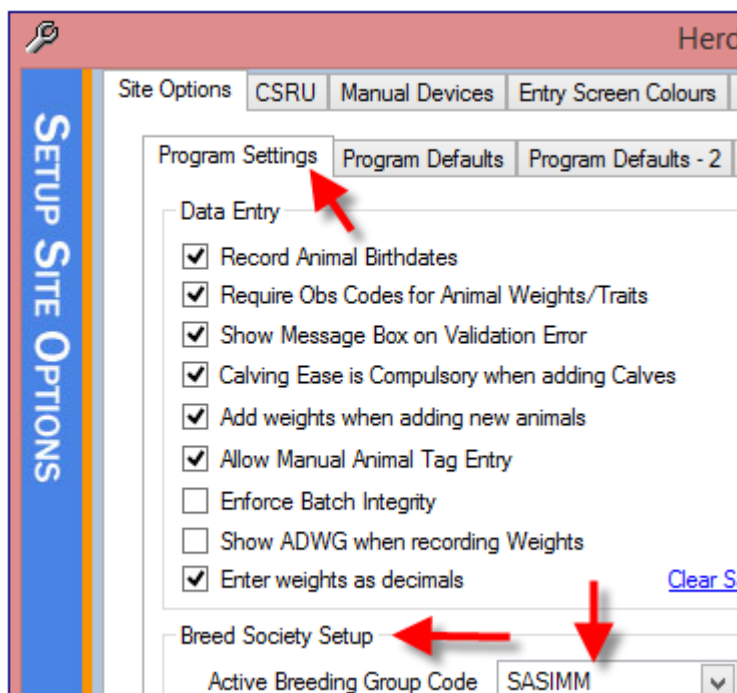 Herd
SETUP SITE OPTIONS
Site Options CSRU Manual Devices Entry Screen Colours
Program Settings Program Defaults Program Defaults - 2
Data Entry
Record Animal Birthdates
Require Obs Codes for Animal Weights/Traits
Show Message Box on Validation Error
Calving Ease is Compulsory when adding Calves
Add weights when adding new animals
Allow Manual Animal Tag Entry
Enforce Batch Integrity
Show ADWG when recording Weights
Enter weights as decimals Clear
Breed Society Setup
Active Breeding Group Code SASIMM